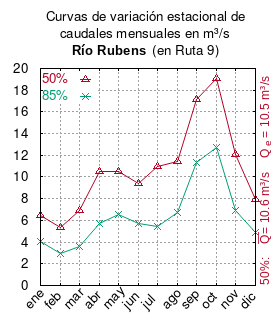 Curvas de variación estacional de
caudales mensuales en m³/s
Río Rubens (en Ruta 9)
20
18
16
14
12
10
8
6
4
2
0
50%
85%
ene
feb
mar
abr
may
jun
jul
ago
sep
oct
nov
dic
50%: Q= 10.6 m³/s Qe = 10.5 m³/s